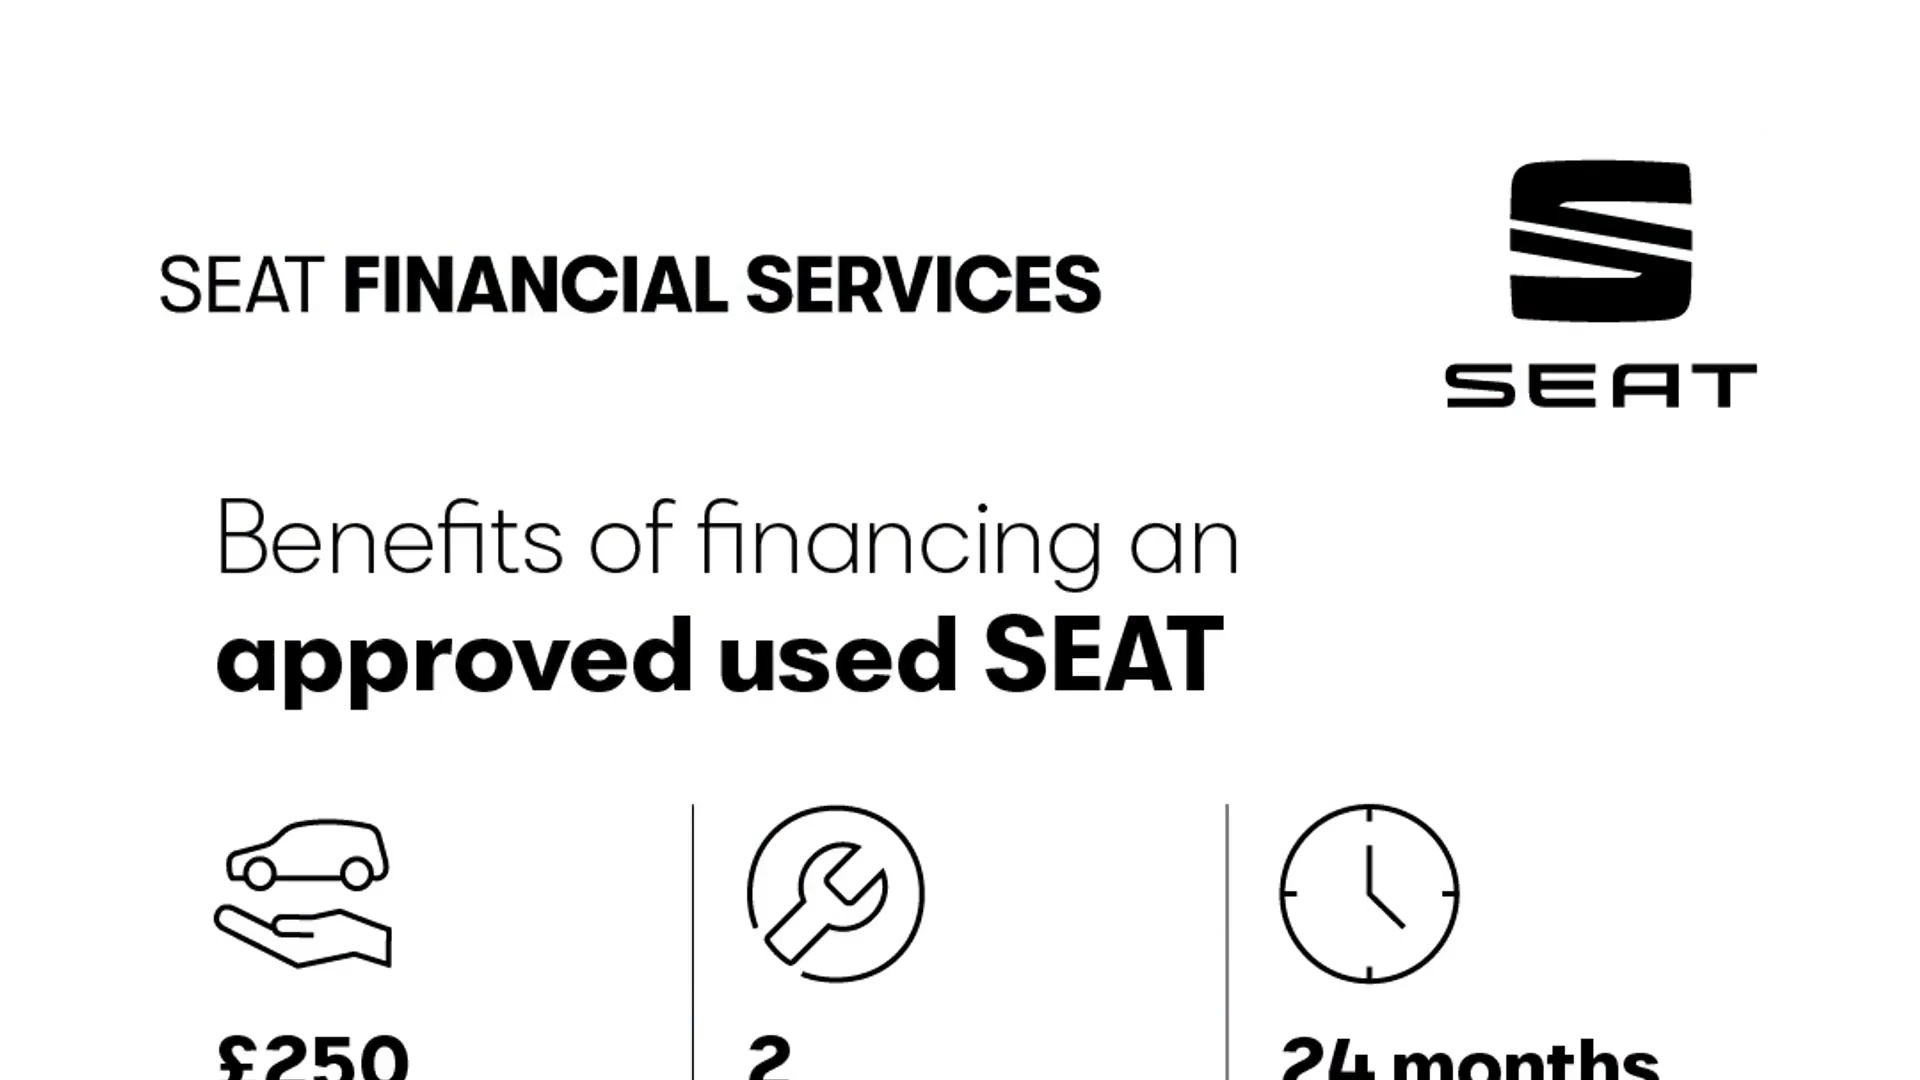 SEAT FINANCIAL SERVICES
SEAT
Benefits of financing an
approved used SEAT
£250
2
24 months